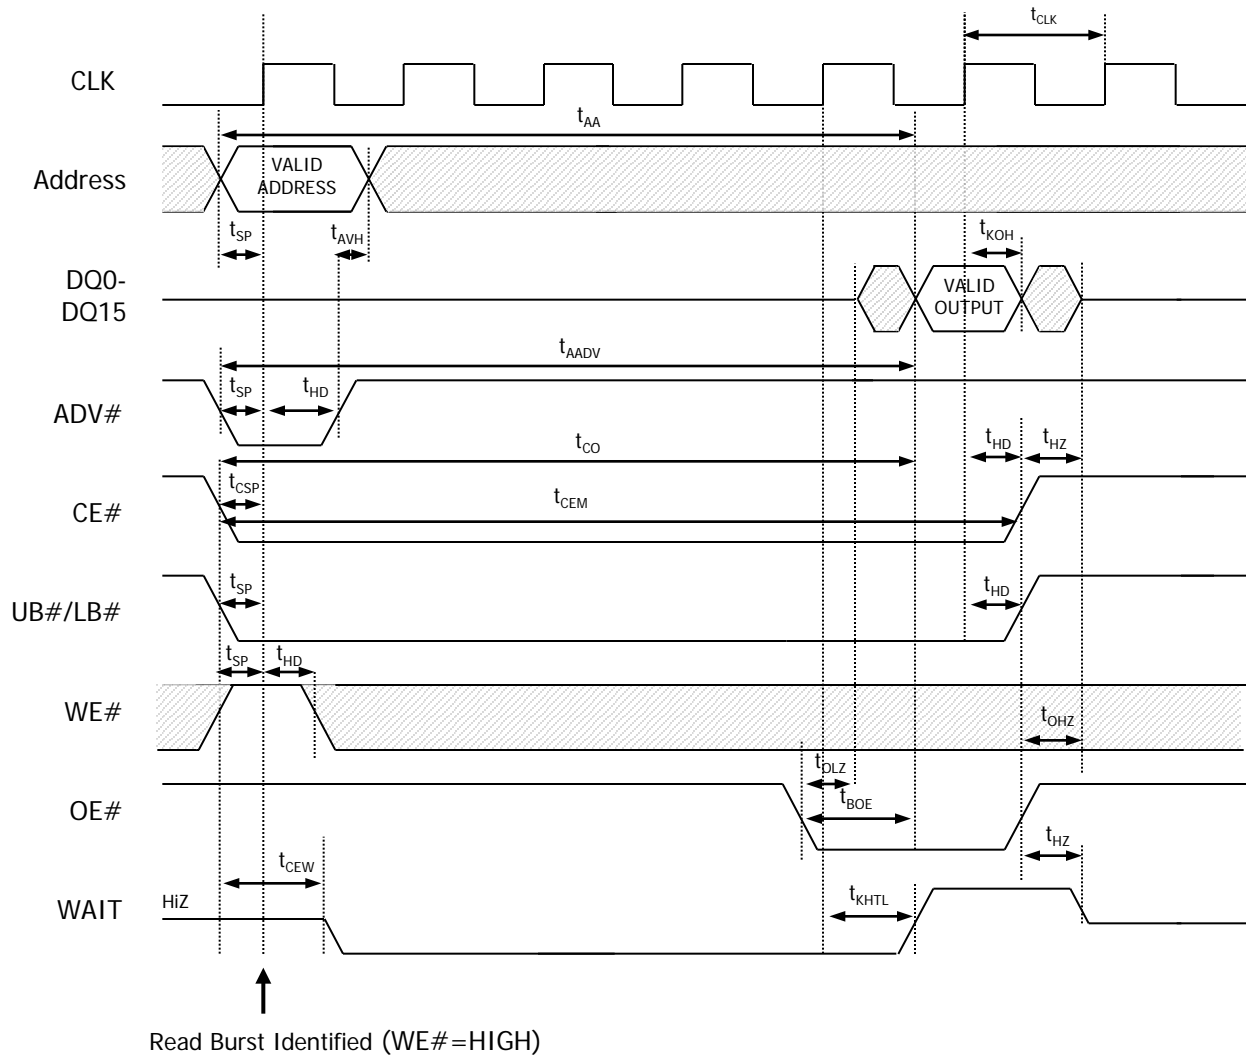 tCLK
CLK
tAA
Address
VALID
ADDRESS
tSP
tAVH
tKOH
DQ0-
DQ15
VALID
OUTPUT
tAADV
ADV#
tSP
tHD
tCO
tHD
tHZ
CE#
tCSP
tCEM
UB#/LB#
tSP
tHD
tSP
tHD
WE#
tOHZ
tOLZ
OE#
tBOE
tHZ
tCEW
WAIT
HiZ
tKHTL
Read Burst Identified (WE#=HIGH)